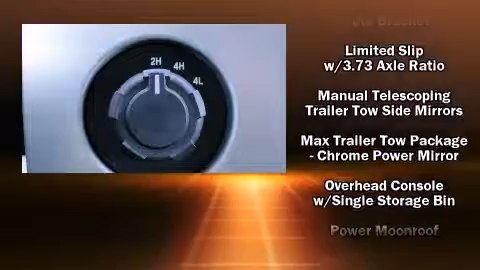 2H
4H
4L
Limited Slip
w/3.73 Axle Ratio
Manual Telescoping
Trailer Tow Side Mirrors
Max Trailer Tow Package
- Chrome Power Mirror
Overhead Console
w/Single Storage Bin
Power Moonroof